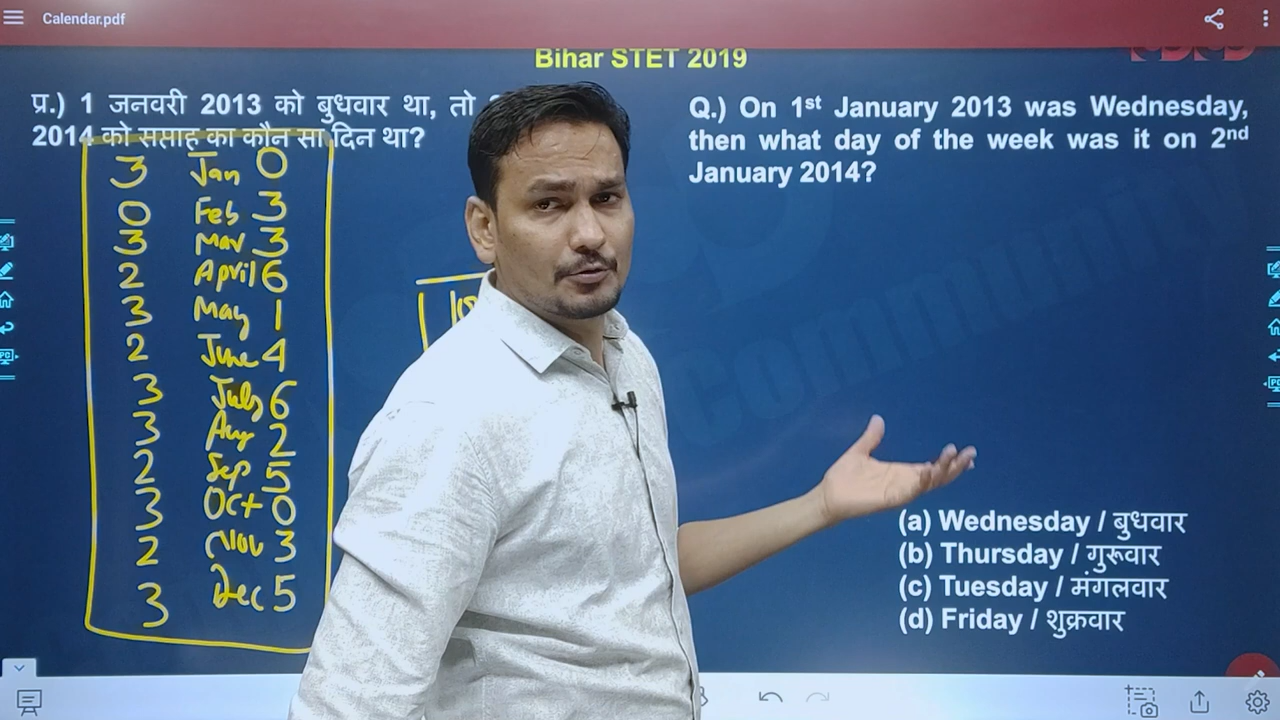 Calendar.pdf
Bihar STET 2019
प्र.) 1 जनवरी 2013 को बुधवार था, तो
2014 को सप्ताह का कौन सा दिन था?
Q.) On 1st January 2013 was Wednesday,
then what day of the week was it on 2nd
January 2014?
3 Jan 0
0 Feb 3
3 Mar 3
2 April 6
3 May 1
2 June 4
3 July 6
3 Aug 2
2 Sep 5
3 Oct 0
2 Nov 3
3 Dec 5
community
(a) Wednesday / बुधवार
(b) Thursday / गुरूवार
(c) Tuesday / मंगलवार
(d) Friday / शुक्रवार